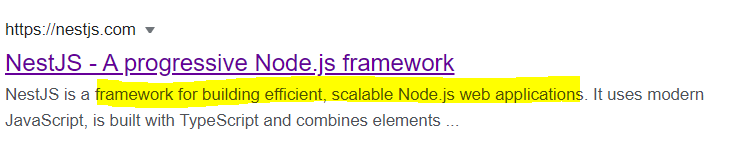 https://nestjs.com
NestJS - A progressive Node.js framework
NestJS is a framework for building efficient, scalable Node.js web applications. It uses modern
JavaScript, is built with TypeScript and combines elements ...